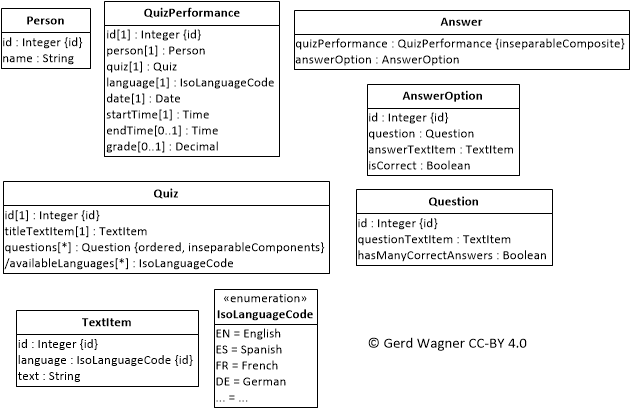 Person
id : Integer {id}
name : String
QuizPerformance
id[1] : Integer {id}
person[1] : Person
quiz[1] : Quiz
language[1] : IsoLanguageCode
date[1] : Date
startTime[1] : Time
endTime[0..1] : Time
grade[0..1] : Decimal
Answer
quizPerformance : QuizPerformance {inseparableComposite}
answerOption : AnswerOption
AnswerOption
id : Integer {id}
question : Question
answerTextItem : TextItem
isCorrect : Boolean
Quiz
id[1] : Integer {id}
titleTextItem[1] : TextItem
questions[*] : Question {ordered, inseparableComponents}
/availableLanguages[*] : IsoLanguageCode
Question
id : Integer {id}
questionTextItem : TextItem
hasManyCorrectAnswers : Boolean
TextItem
id : Integer {id}
language : IsoLanguageCode {id}
text : String
«enumeration»
IsoLanguageCode
EN = English
ES = Spanish
FR = French
DE = German
... = ...
© Gerd Wagner CC-BY 4.0